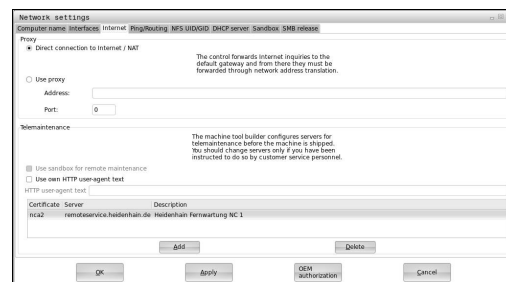 Network settings
Computer name Interfaces Internet Ping/Routing NFS UID/GID DHCP server Sandbox SMB release
Proxy
Direct connection to Internet / NAT
The control forwards Internet inquiries to the
default gateway and from there they must be
forwarded through network address translation.
Use proxy
Address:
Port: 0
Telemaintenance
The machine tool builder configures servers for
telemaintenance before the machine is shipped.
You should change servers only if you have been
instructed to do so by customer service personnel.
Use sandbox for remote maintenance
Use own HTTP user-agent text
HTTP user-agent text
Certificate Server Description
nca2 remoteservice.heidenhain.de Heidenhain Fernwartung NC 1
Add Delete
OK Apply OEM authorization Cancel